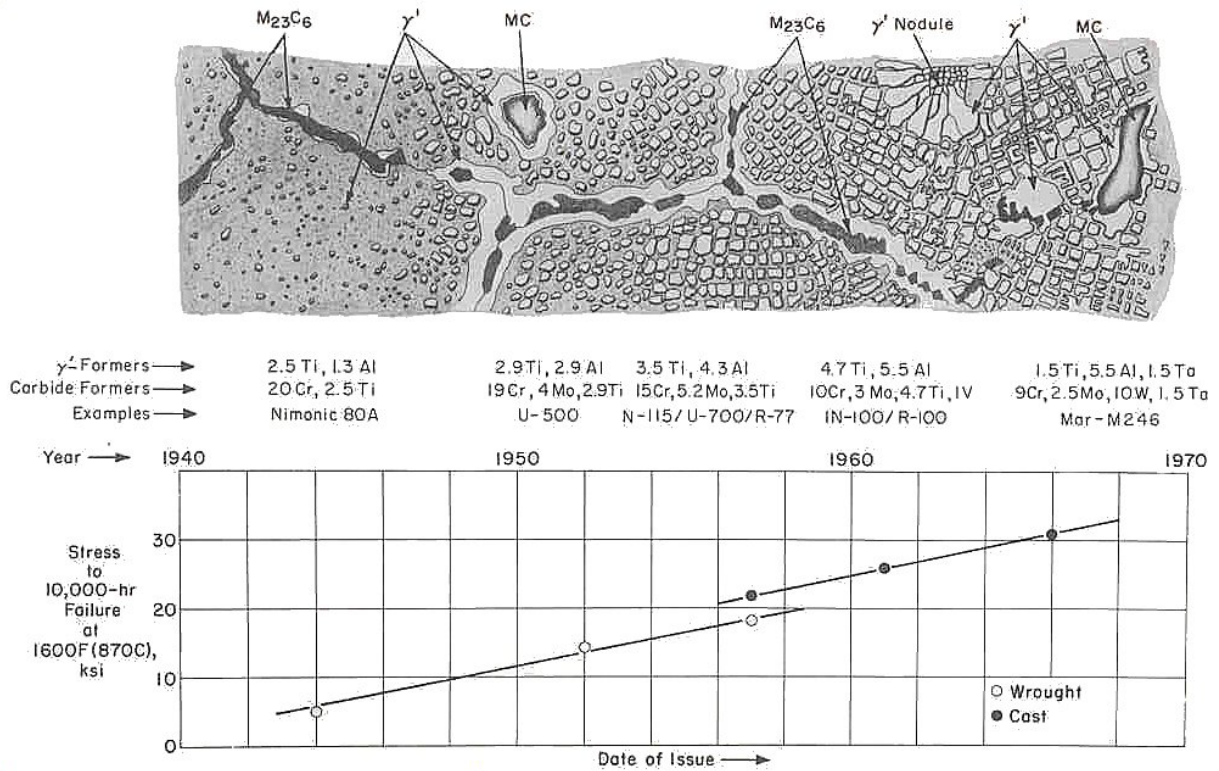 M23C6 γ' MC M23C6 γ' Nodule γ' MC
γ'-Formers 2.5 Ti, 1.3 Al 2.9 Ti, 2.9 Al 3.5 Ti, 4.3 Al 4.7 Ti, 5.5 Al 1.5 Ti, 5.5 Al, 1.5 Ta
Carbide Formers 20 Cr, 2.5 Ti 19 Cr, 4 Mo, 2.9 Ti 15 Cr, 5.2 Mo, 3.5 Ti 10 Cr, 3 Mo, 4.7 Ti, 1 V 9 Cr, 2.5 Mo, 10 W, 1.5 Ta
Examples Nimonic 80A U-500 N-115/U-700/R-77 IN-100/R-100 Mar-M246
Year 1940 1950 1960 1970
Stress
to
10,000-hr
Failure
at
1600F (870C),
ksi
30
20
10
0
Wrought
Cast
Date of Issue